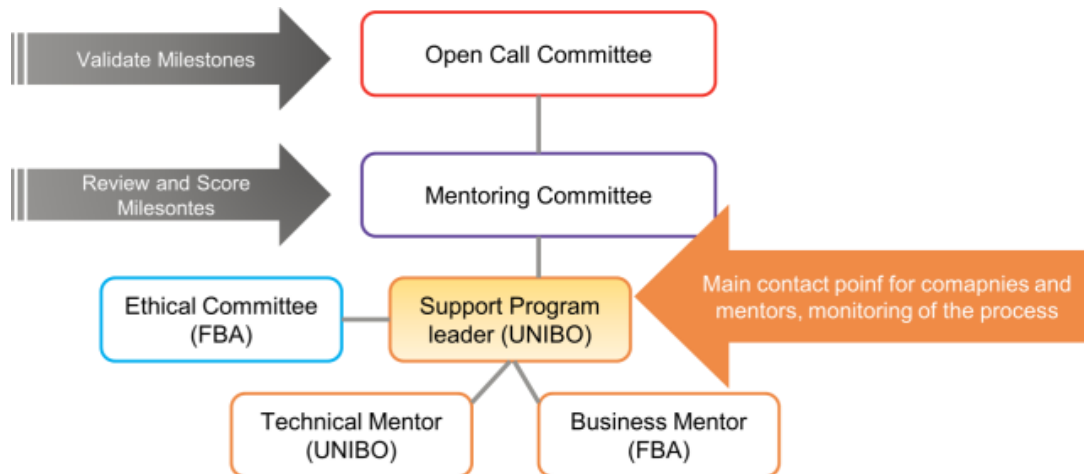 Validate Milestones
Open Call Committee
Review and Score
Milesontes
Mentoring Committee
Ethical Committee
(FBA)
Support Program
leader (UNIBO)
Main contact poinf for comapnies and
mentors, monitoring of the process
Technical Mentor
(UNIBO)
Business Mentor
(FBA)